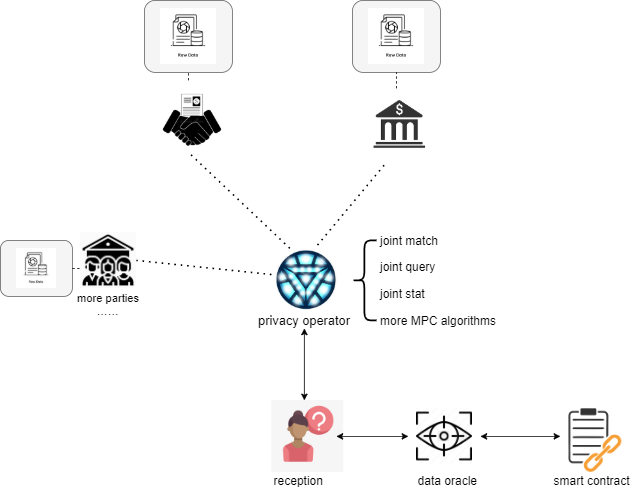 Raw Data
Raw Data
$
joint match
joint query
Raw Data
joint stat
more parties
......
privacy operator
more MPC algorithms
?
reception
data oracle
smart contract